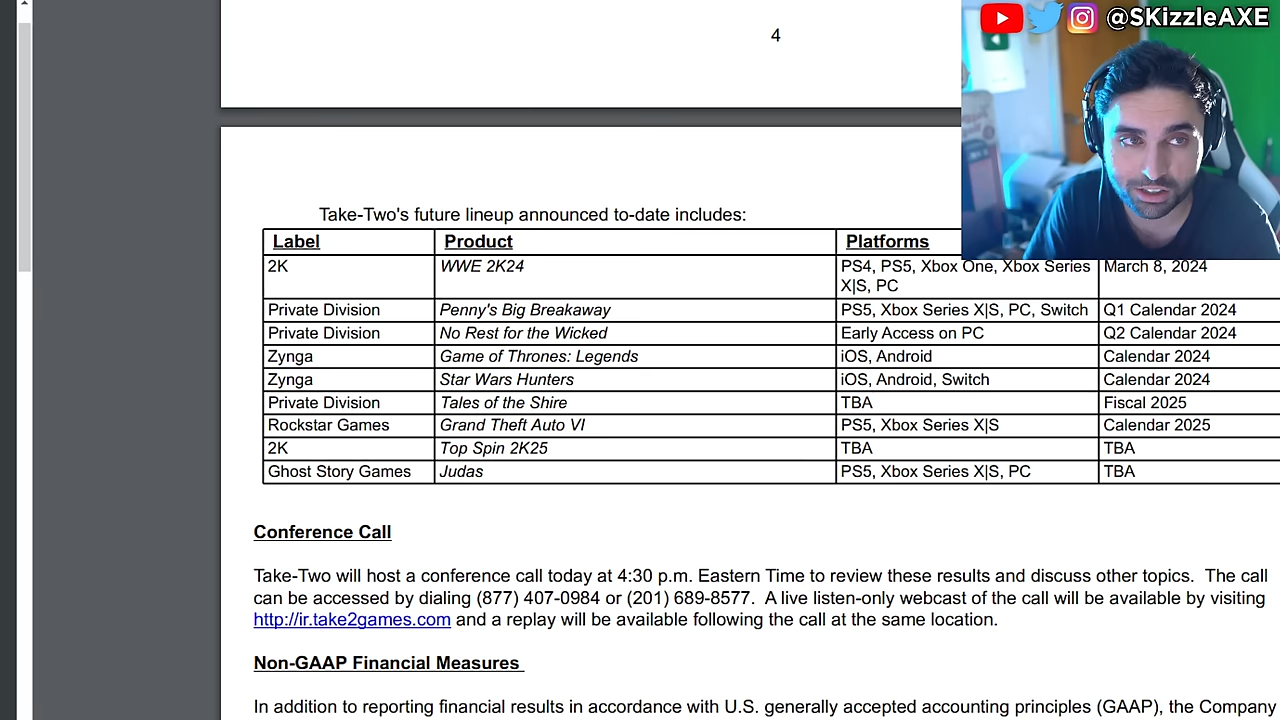 @SKizzleAXE
4
Take-Two's future lineup announced to-date includes:
Label Product Platforms
2K WWE 2K24 PS4, PS5, Xbox One, Xbox Series X|S, PC March 8, 2024
Private Division Penny's Big Breakaway PS5, Xbox Series X|S, PC, Switch Q1 Calendar 2024
Private Division No Rest for the Wicked Early Access on PC Q2 Calendar 2024
Zynga Game of Thrones: Legends iOS, Android Calendar 2024
Zynga Star Wars Hunters iOS, Android, Switch Calendar 2024
Private Division Tales of the Shire TBA Fiscal 2025
Rockstar Games Grand Theft Auto VI PS5, Xbox Series X|S Calendar 2025
2K Top Spin 2K25 TBA TBA
Ghost Story Games Judas PS5, Xbox Series X|S, PC TBA
Conference Call
Take-Two will host a conference call today at 4:30 p.m. Eastern Time to review these results and discuss other topics. The call
can be accessed by dialing (877) 407-0984 or (201) 689-8577. A live listen-only webcast of the call will be available by visiting
http://ir.take2games.com and a replay will be available following the call at the same location.
Non-GAAP Financial Measures
In addition to reporting financial results in accordance with U.S. generally accepted accounting principles (GAAP), the Company